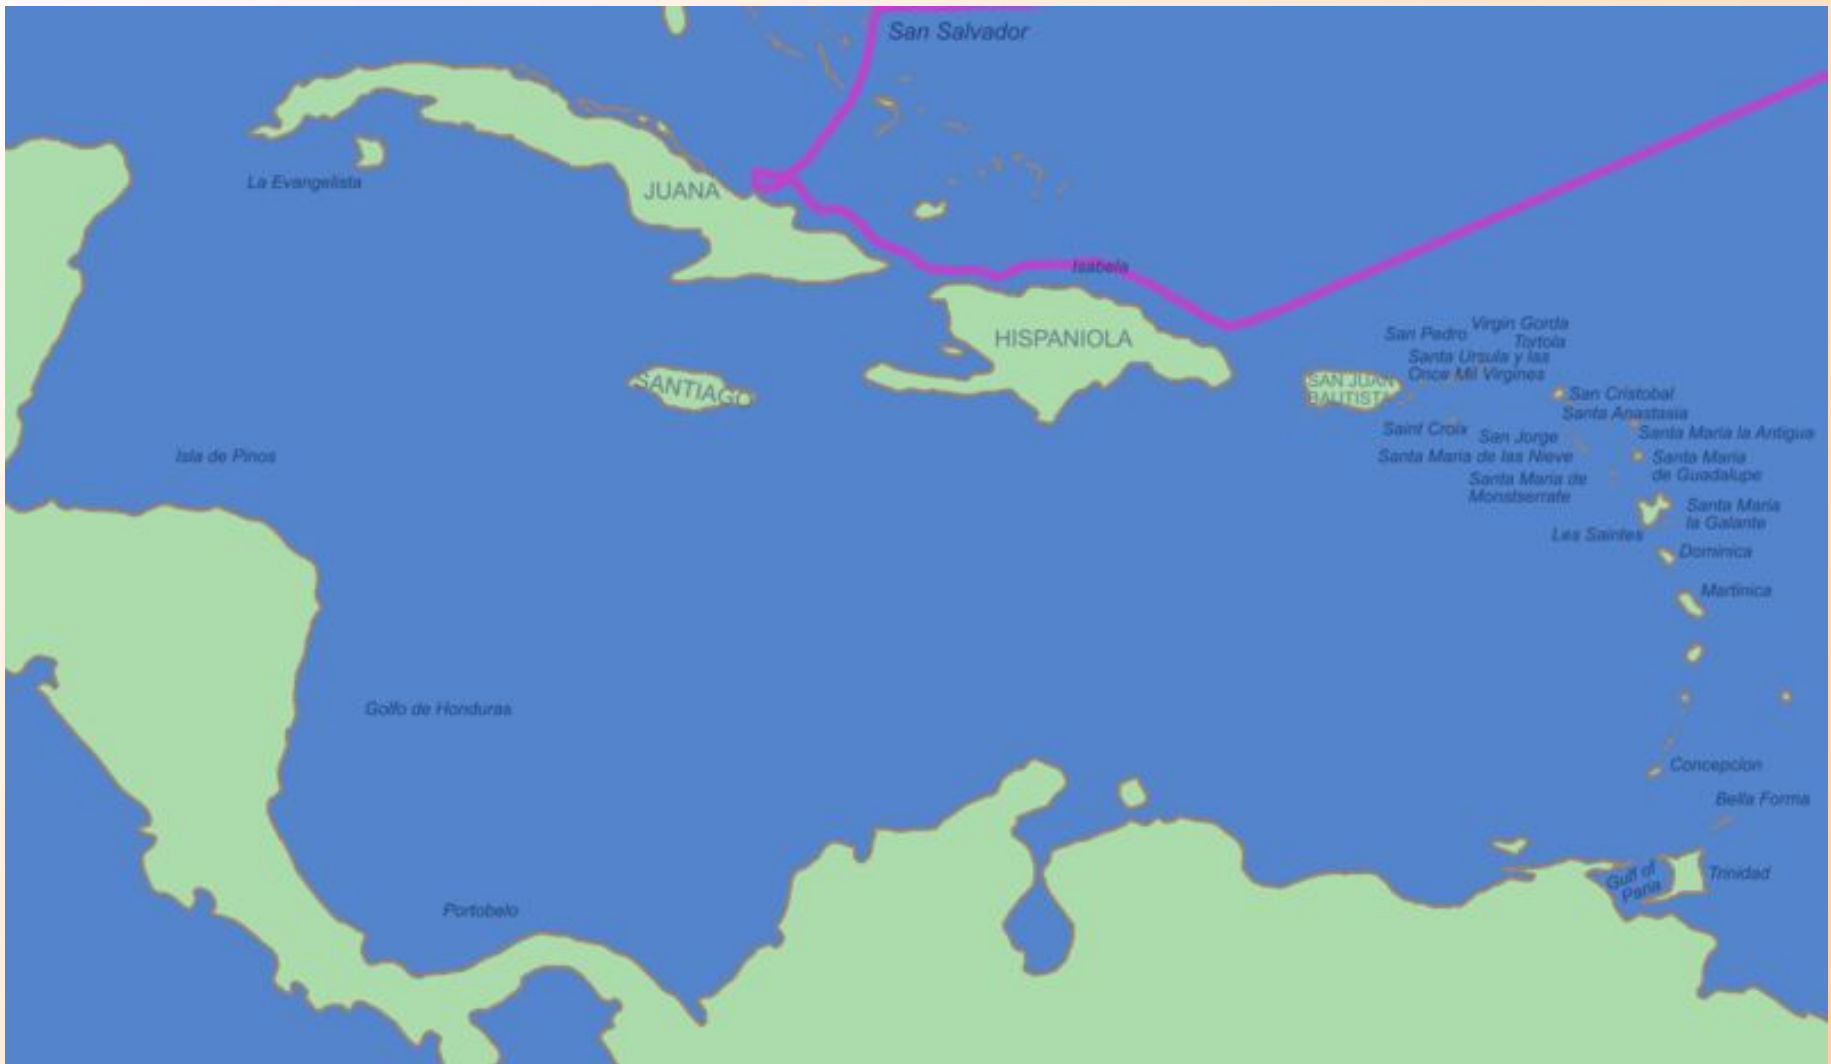 San Salvador
La Evangelista
JUANA
Isabela
HISPANIOLA
SANTIAGO
San Pedro
Virgin Gorda
Tortola
Santa Ursula y las
Once Mil Virgines
SAN JUAN
BAUTISTA
San Cristobal
Santa Anastasia
Saint Croix
San Jorge
Santa Maria la Antigua
Santa Maria de las Nieve
Santa Maria
de Guadalupe
Isla de Pinos
Santa Maria de
Monstserrate
Santa Maria
la Galante
Les Saintes
Dominica
Martinica
Golfo de Honduras
Concepcion
Bella Forma
Gulf of
Paria
Trinidad
Portobelo